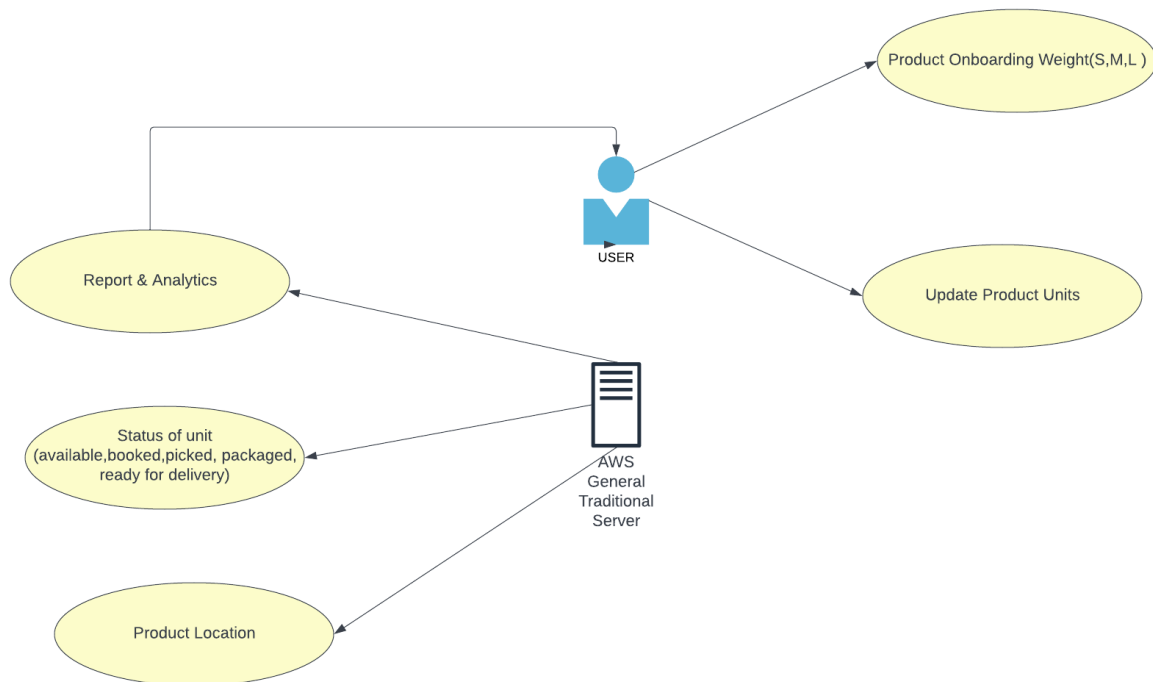 Product Onboarding Weight(S,M,L )
USER
Report & Analytics
Update Product Units
Status of unit
(available,booked,picked, packaged,
ready for delivery)
AWS
General
Traditional
Server
Product Location